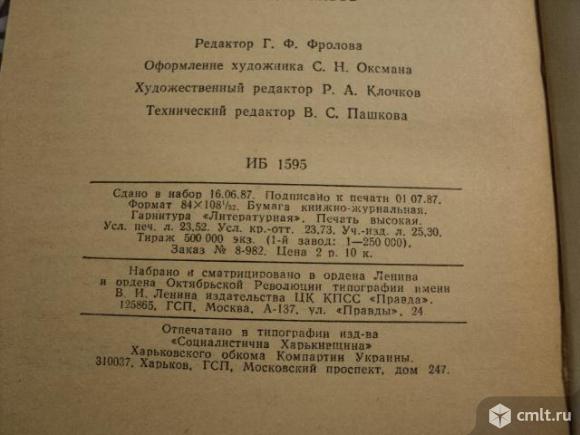 Редактор Г. Ф. Фролова
Оформление художника С. Н. Оксмана
Художественный редактор Р. А. Клочков
Технический редактор В. С. Пашкова
ИБ 1595
Сдано в набор 16.06.87. Подписано к печати 01 07.87.
Формат 84×108¹/₃₂. Бумага книжно-журнальная.
Гарнитура «Литературная». Печать высокая.
Усл. печ. л. 23,52. Усл. кр.-отт. 23,73. Уч.-изд. л. 25,30.
Тираж 500 000 экз. (1-й завод: 1—250 000).
Заказ № 8-982. Цена 2 р. 10 к.
Набрано и сматрицировано в ордена Ленина
и ордена Октябрьской Революции типографии имени
В. И. Ленина издательства ЦК КПСС «Правда».
125865, ГСП, Москва, А-137, ул. «Правды», 24
Отпечатано в типографии изд-ва
«Социалистична Харькивщина»
Харьковского обкома Компартии Украины.
310037, Харьков, ГСП, Московский проспект, дом 247.
cmlt.ru